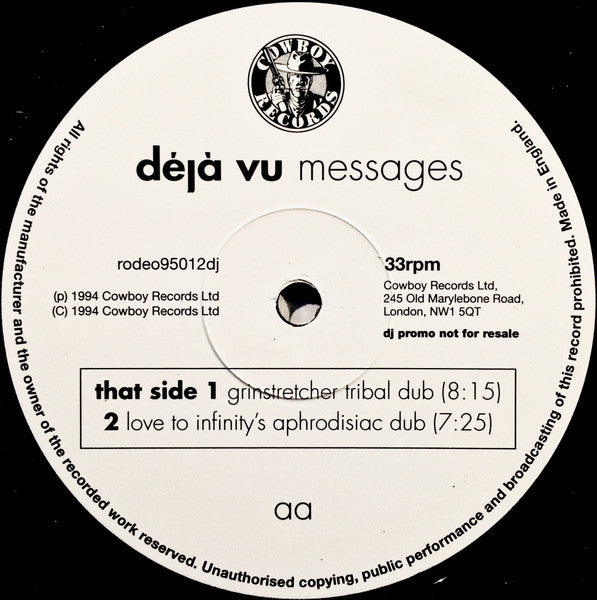 COWBOY
RECORDS
déjà vu messages
rodeo95012dj
33rpm
(p) 1994 Cowboy Records Ltd
(C) 1994 Cowboy Records Ltd
Cowboy Records Ltd,
245 Old Marylebone Road,
London, NW1 5QT
dj promo not for resale
that side 1 grinstretcher tribal dub (8:15)
2 love to infinity's aphrodisiac dub (7:25)
aa
All rights of the manufacturer and the owner of the recorded work reserved. Unauthorised copying, public performance and broadcasting of this record prohibited. Made in England.